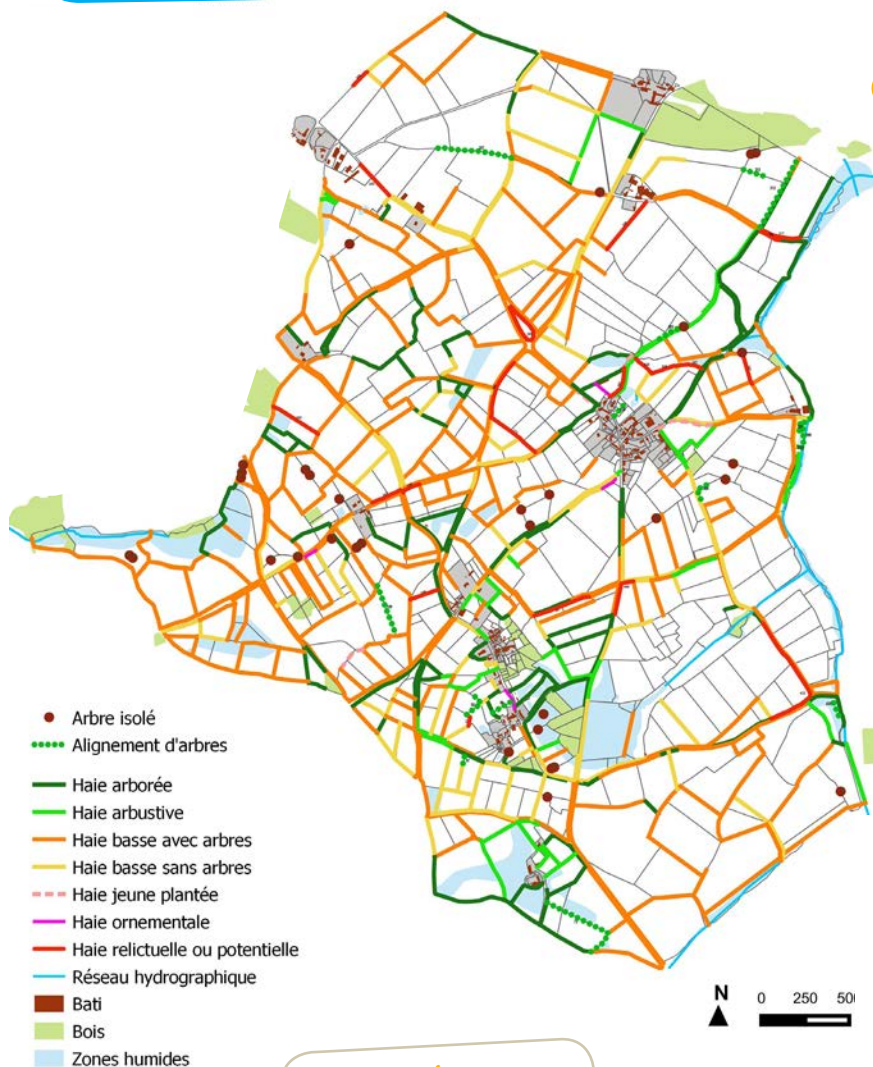 Arbre isolé
Alignement d'arbres
Haie arborée
Haie arbustive
Haie basse avec arbres
Haie basse sans arbres
Haie jeune plantée
Haie ornementale
Haie relictuelle ou potentielle
Réseau hydrographique
Bati
Bois
Zones humides
N
0 250 500